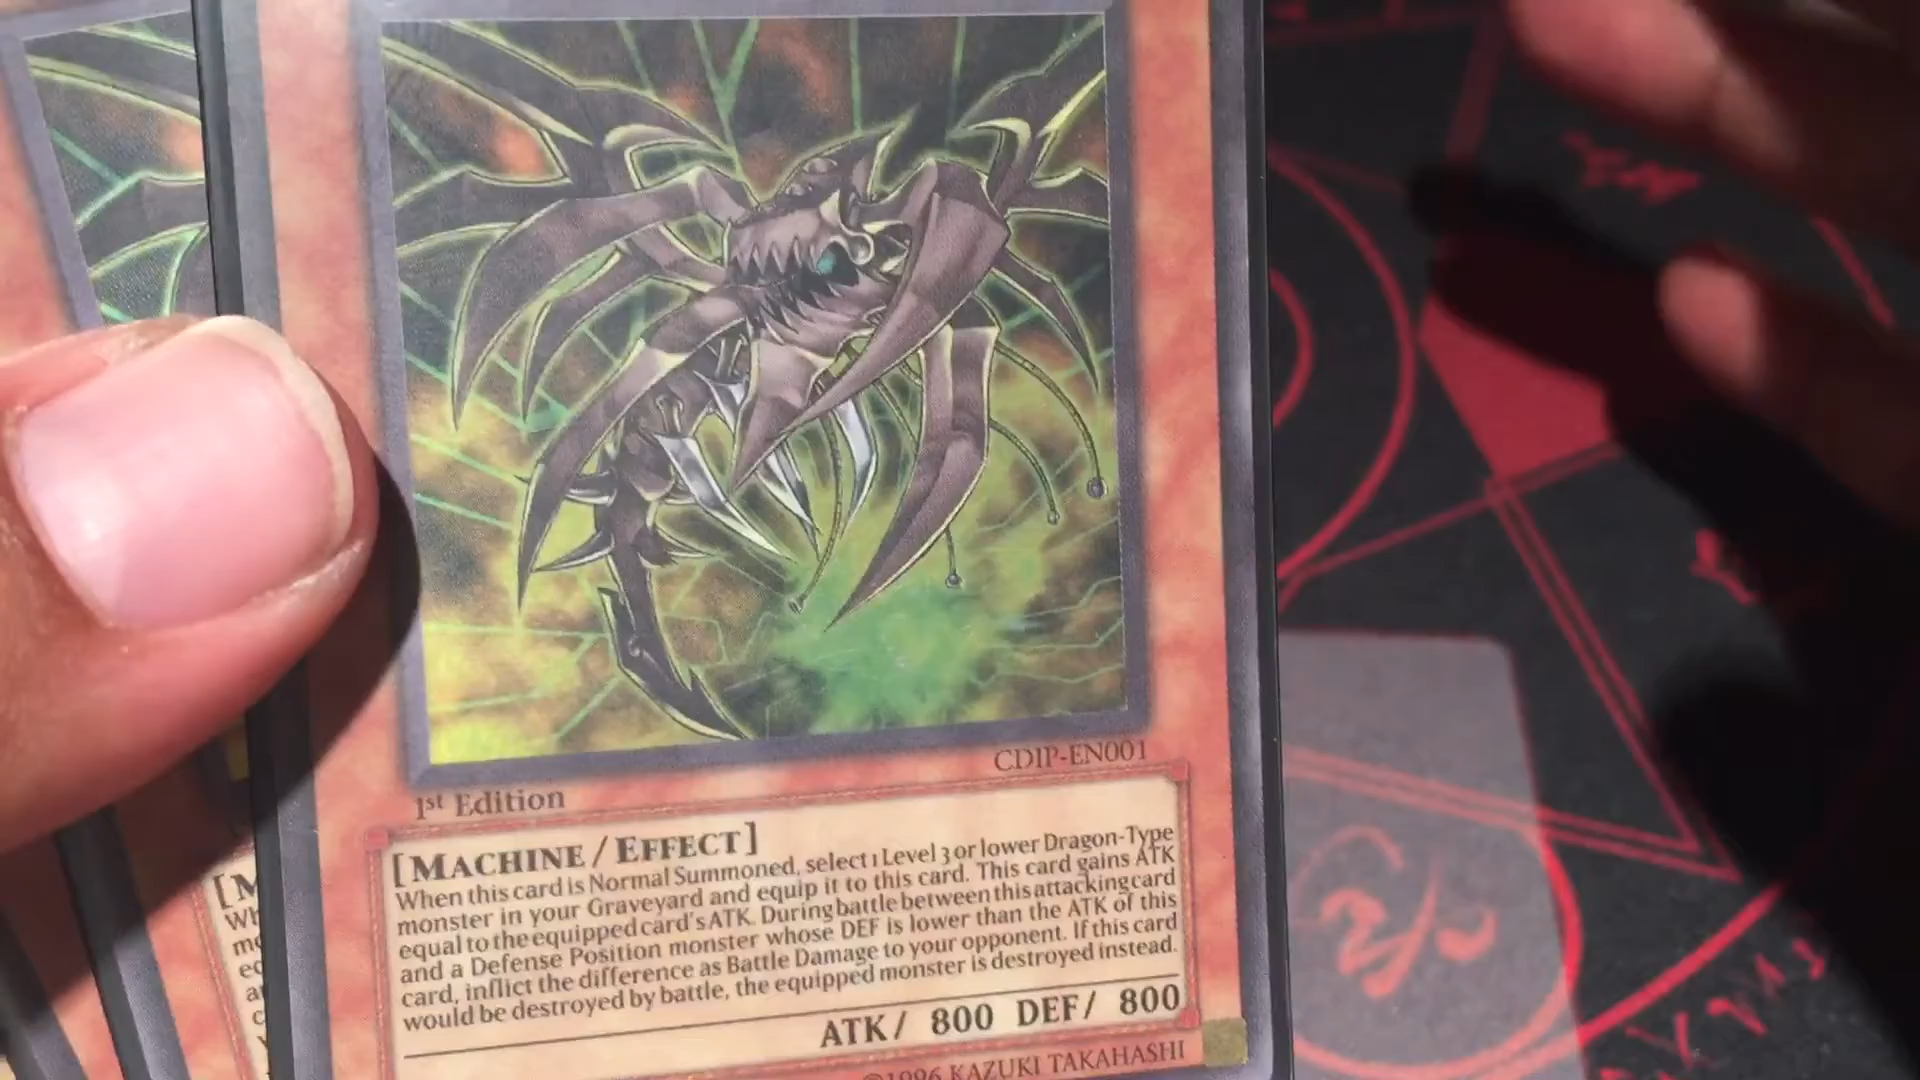 CDIP-EN001
1st Edition
[MACHINE / EFFECT]
When this card is Normal Summoned, select 1 Level 3 or lower Dragon-Type
monster in your Graveyard and equip it to this card. This card gains ATK
equal to the equipped card's ATK. During battle between this attacking card
and a Defense Position monster whose DEF is lower than the ATK of this
card, inflict the difference as Battle Damage to your opponent. If this card
would be destroyed by battle, the equipped monster is destroyed instead.
ATK/ 800 DEF/ 800
©1996 KAZUKI TAKAHASHI
[M
Wh
mo
eq